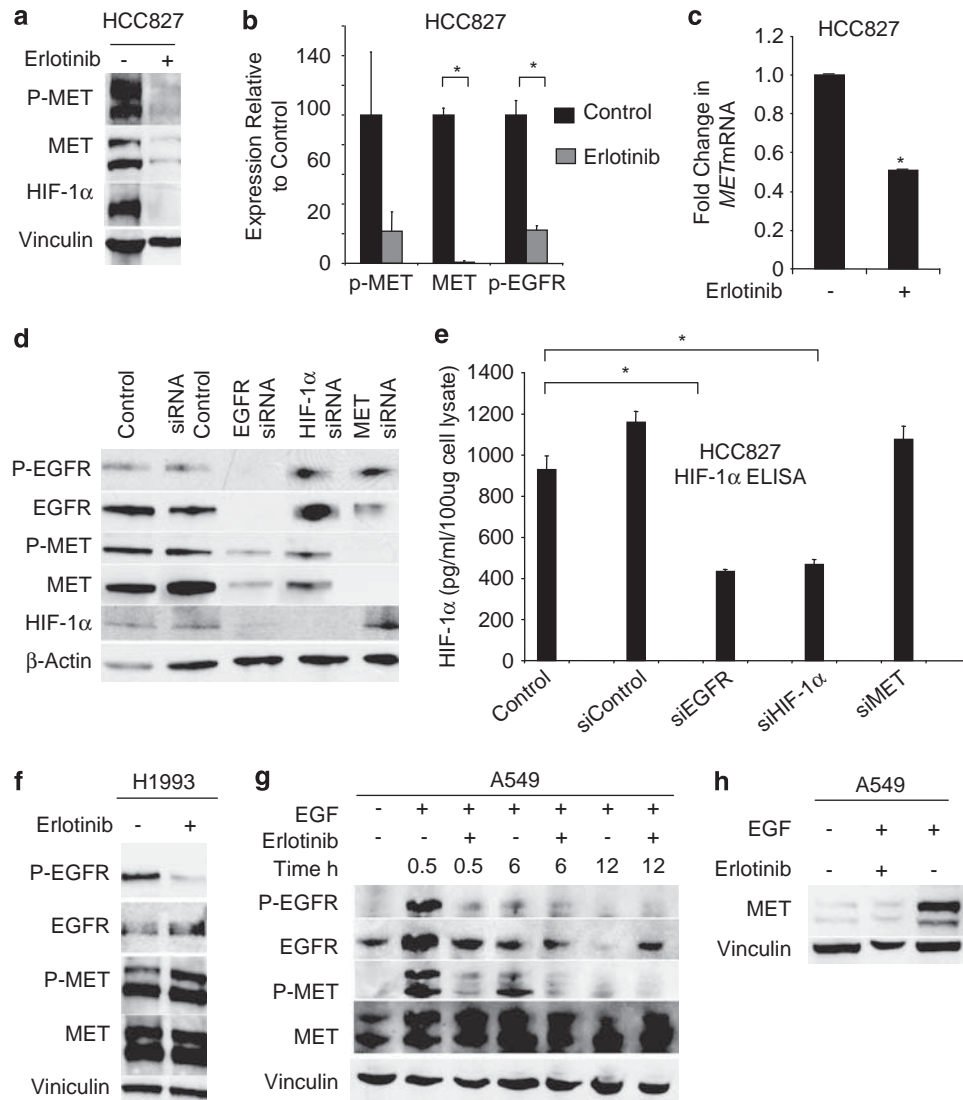 a
HCC827
Erlotinib - +
P-MET
MET
HIF-1α
Vinculin
b
HCC827
Expression Relative
to Control
140
100
60
20
0
p-MET MET p-EGFR
* *
Control
Erlotinib
c
HCC827
Fold Change in
METmRNA
1.2
1.0
0.8
0.6
0.4
0.2
0
*
Erlotinib - +
d
Control
siRNA
Control
EGFR
siRNA
HIF-1α
siRNA
MET
siRNA
P-EGFR
EGFR
P-MET
MET
HIF-1α
β-Actin
e
*
*
HCC827
HIF-1α ELISA
HIF-1α (pg/ml/100ug cell lysate)
1400
1200
1000
800
600
400
200
0
Control siControl siEGFR siHIF-1α siMET
f
H1993
Erlotinib - +
P-EGFR
EGFR
P-MET
MET
Viniculin
g
A549
- + + + + + + EGF
Erlotinib - - + - + - +
Time h 0.5 0.5 6 6 12 12
P-EGFR
EGFR
P-MET
MET
Vinculin
h
A549
EGF - + +
Erlotinib - + -
MET
Vinculin